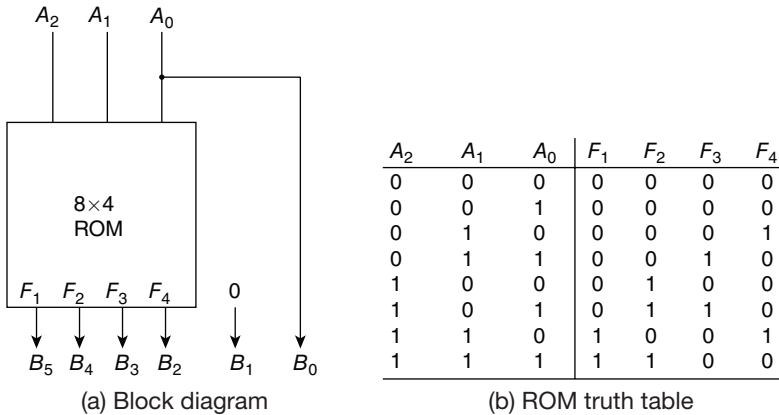 A₂ A₁ A₀
8×4
ROM
F₁ F₂ F₃ F₄ 0
B₅ B₄ B₃ B₂ B₁ B₀
(a) Block diagram
A₂ A₁ A₀ F₁ F₂ F₃ F₄
0 0 0 0 0 0 0
0 0 1 0 0 0 0
0 1 0 0 0 0 1
0 1 1 0 0 1 0
1 0 0 0 1 0 0
1 0 1 0 1 1 0
1 1 0 1 0 0 1
1 1 1 1 1 0 0
(b) ROM truth table